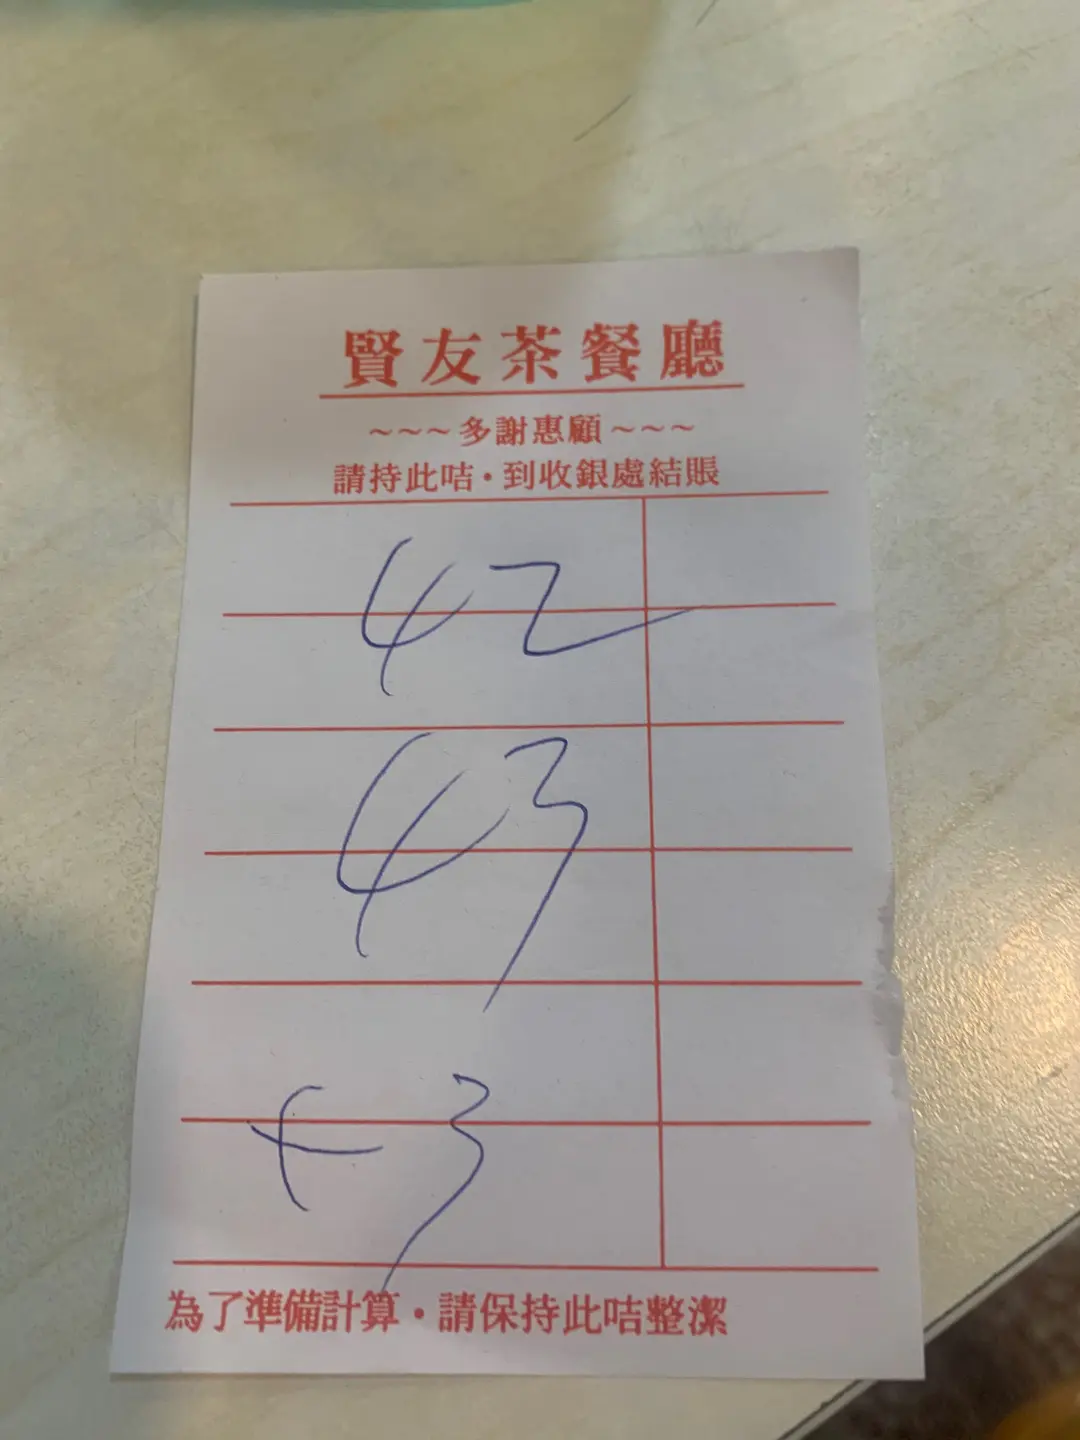 賢友茶餐廳
~~~多謝惠顧~~~
請持此咭·到收銀處結賬
42
43
+3
為了準備計算·請保持此咭整潔